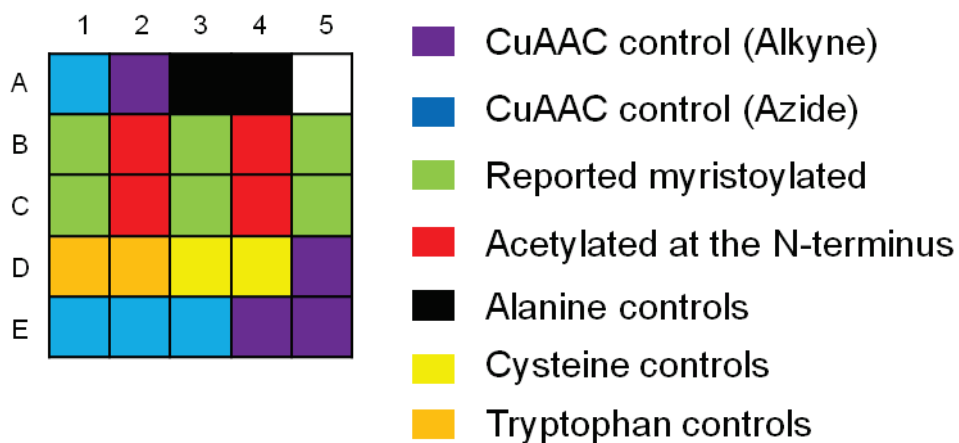 1 2 3 4 5
A
B
C
D
E
CuAAC control (Alkyne)
CuAAC control (Azide)
Reported myristoylated
Acetylated at the N-terminus
Alanine controls
Cysteine controls
Tryptophan controls